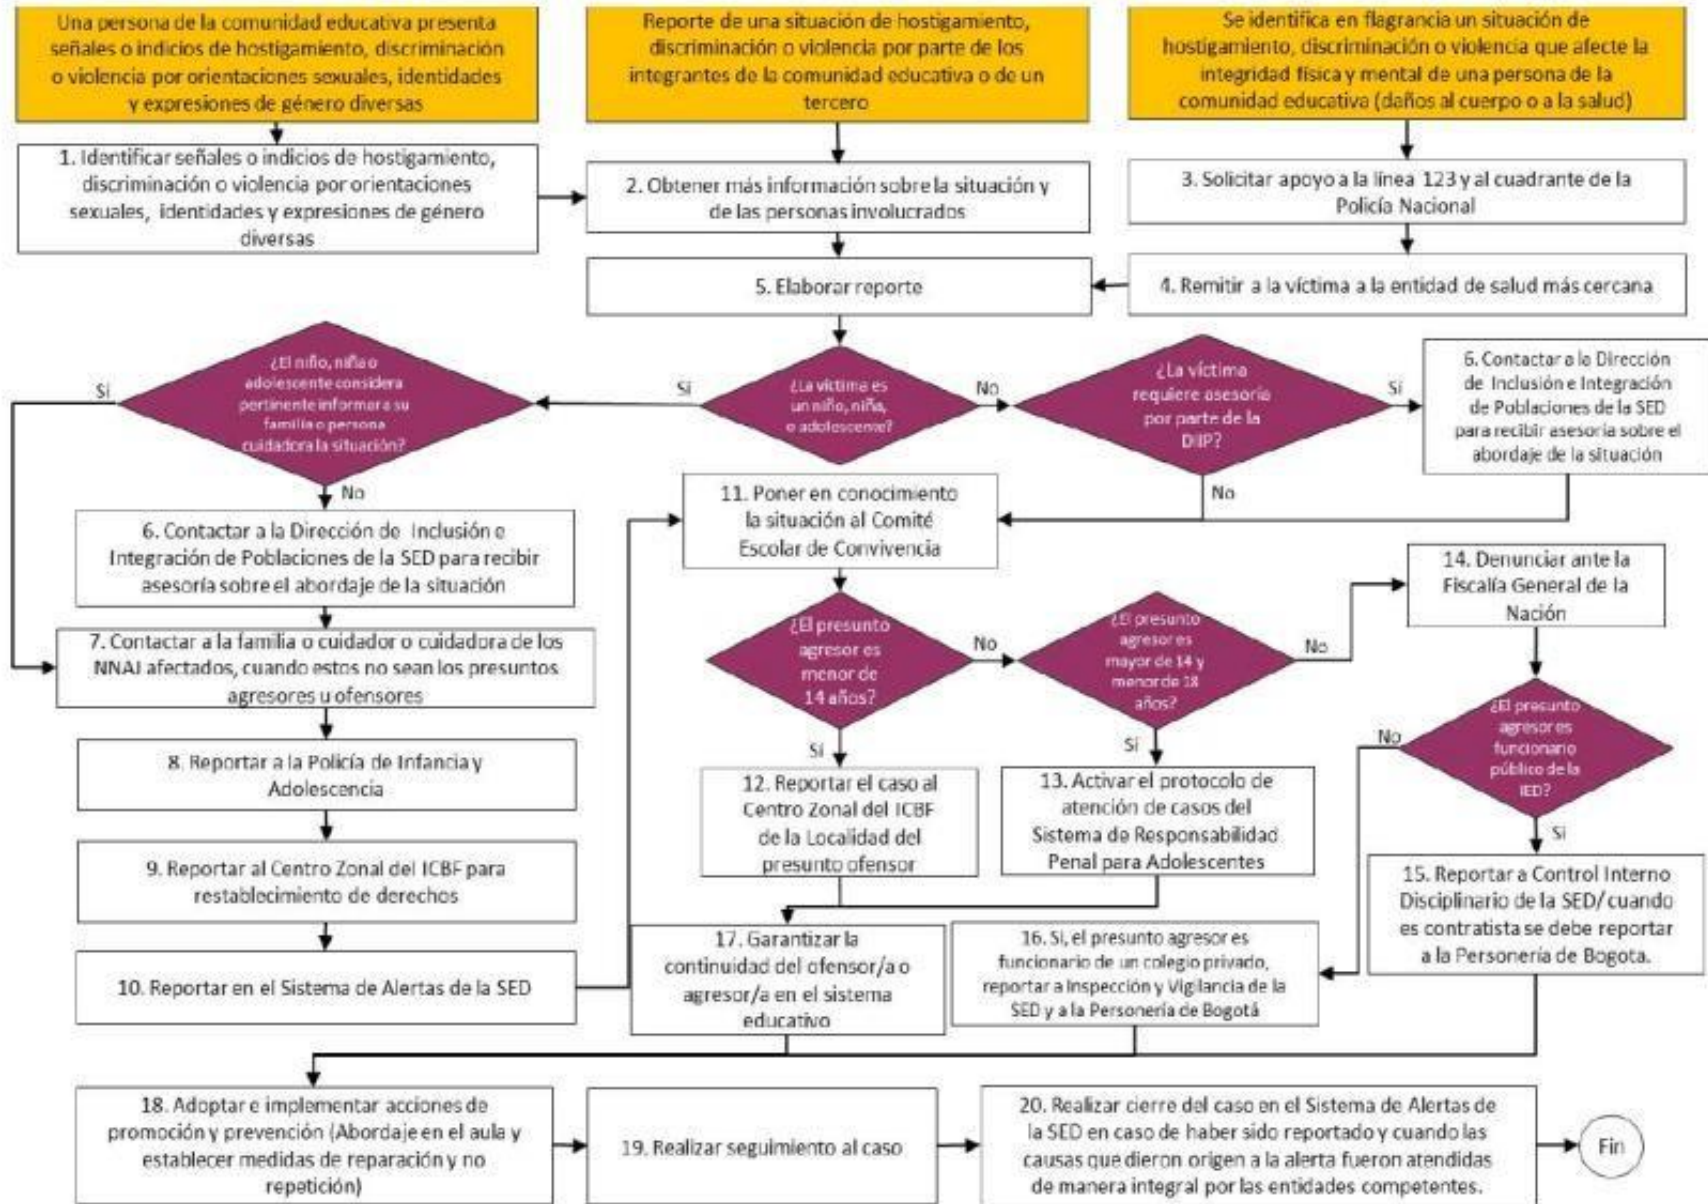 Una persona de la comunidad educativa presenta
señales o indicios de hostigamiento, discriminación
o violencia por orientaciones sexuales, identidades
y expresiones de género diversas
Reporte de una situación de hostigamiento,
discriminación o violencia por parte de los
integrantes de la comunidad educativa o de un
tercero
Se identifica en flagrancia un situación de
hostigamiento, discriminación o violencia que afecte la
integridad física y mental de una persona de la
comunidad educativa (daños al cuerpo o a la salud)
1. Identificar señales o indicios de hostigamiento,
discriminación o violencia por orientaciones
sexuales, identidades y expresiones de género
diversas
2. Obtener más información sobre la situación y
de las personas involucrados
3. Solicitar apoyo a la línea 123 y al cuadrante de la
Policía Nacional
5. Elaborar reporte
4. Remitir a la víctima a la entidad de salud más cercana
Sí
¿El niño, niña o
adolescente considera
pertinente informar a su
familia o persona
cuidadora la situación?
Sí
¿La víctima es
un niño, niña,
o adolescente?
No
¿La víctima
requiere asesoría
por parte de la
DIIP?
Sí
6. Contactar a la Dirección
de Inclusión e Integración
de Poblaciones de la SED
para recibir asesoría sobre el
abordaje de la situación
No
No
6. Contactar a la Dirección de Inclusión e
Integración de Poblaciones de la SED para recibir
asesoría sobre el abordaje de la situación
11. Poner en conocimiento
la situación al Comité
Escolar de Convivencia
14. Denunciar ante la
Fiscalía General de la
Nación
7. Contactar a la familia o cuidador o cuidadora de los
NNAJ afectados, cuando estos no sean los presuntos
agresores u ofensores
¿El presunto
agresor es
menor de
14 años?
No
¿El presunto
agresor es
mayor de 14 y
menor de 18
años?
No
¿El presunto
agresor es
funcionario
público de la
IED?
No
Sí
Sí
Sí
8. Reportar a la Policía de Infancia y
Adolescencia
12. Reportar el caso al
Centro Zonal del ICBF
de la Localidad del
presunto ofensor
13. Activar el protocolo de
atención de casos del
Sistema de Responsabilidad
Penal para Adolescentes
9. Reportar al Centro Zonal del ICBF para
restablecimiento de derechos
15. Reportar a Control Interno
Disciplinario de la SED/ cuando
es contratista se debe reportar
a la Personería de Bogota.
10. Reportar en el Sistema de Alertas de la SED
17. Garantizar la
continuidad del ofensor/a o
agresor/a en el sistema
educativo
16. Si, el presunto agresor es
funcionario de un colegio privado,
reportar a Inspección y Vigilancia de la
SED y a la Personería de Bogotá
18. Adoptar e implementar acciones de
promoción y prevención (Abordaje en el aula y
establecer medidas de reparación y no
repetición)
19. Realizar seguimiento al caso
20. Realizar cierre del caso en el Sistema de Alertas de
la SED en caso de haber sido reportado y cuando las
causas que dieron origen a la alerta fueron atendidas
de manera integral por las entidades competentes.
Fin